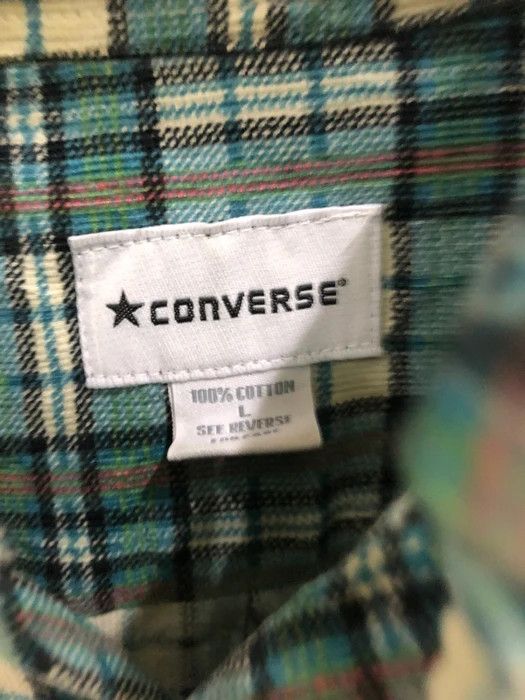 ★CONVERSE®
100% COTTON
L
SEE REVERSE